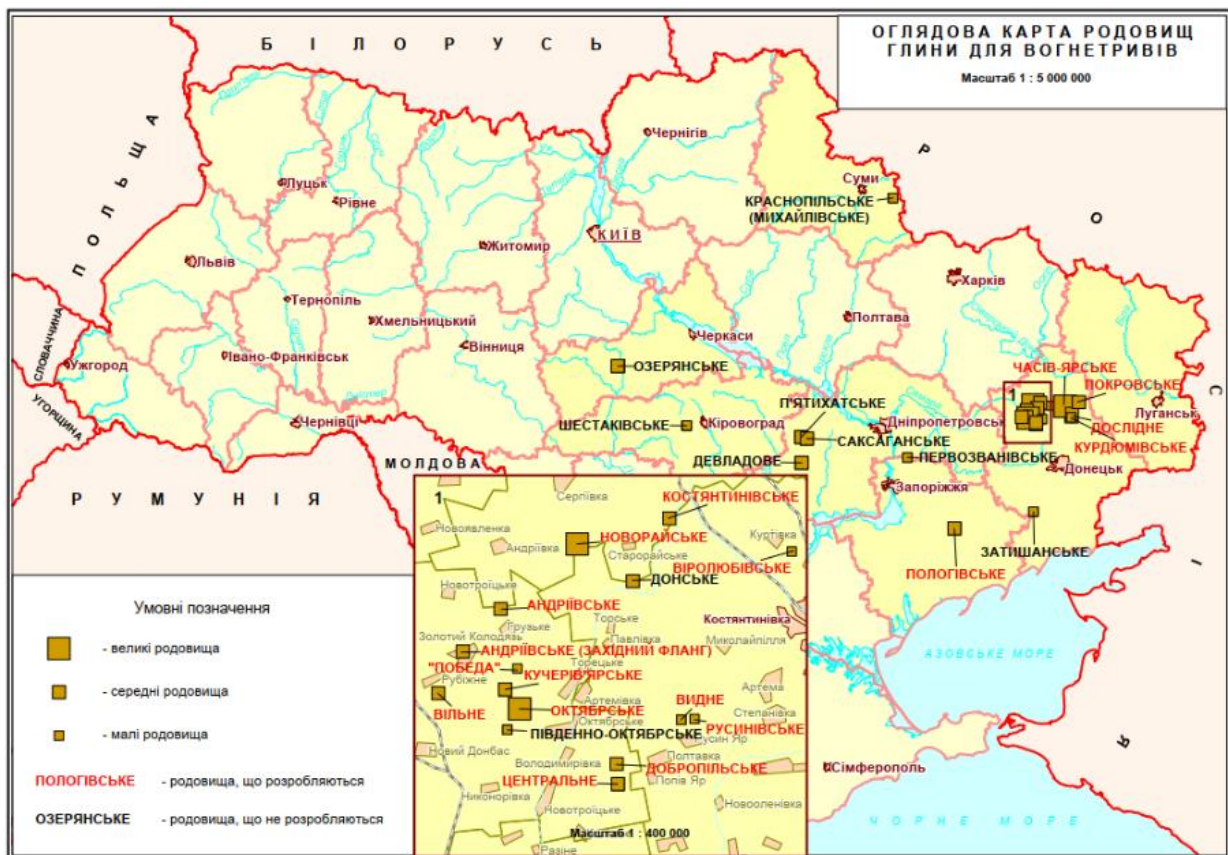 ОГЛЯДОВА КАРТА РОДОВИЩ
ГЛИНИ ДЛЯ ВОГНЕТРИВІВ
Масштаб 1 : 5 000 000
БІЛОРУСЬ
ПОЛЬЩА
СЛОВАЧЧИНА
УГОРЩИНА
РУМУНІЯ
МОЛДОВА
РОСІЯ
Чернігів
Суми
КРАСНОПІЛЬСЬКЕ
(МИХАЙЛІВСЬКЕ)
Луцьк
Рівне
Житомир
КИЇВ
Львів
Тернопіль
Хмельницький
Вінниця
Черкаси
Полтава
Харків
Ужгород
Івано-Франківськ
Чернівці
ОЗЕРЯНСЬКЕ
ШЕСТАКІВСЬКЕ
Кіровоград
П'ЯТИХАТСЬКЕ
САКСАГАНСЬКЕ
ДЕВЛАДОВЕ
Дніпропетровськ
ПЕРВОЗВАНІВСЬКЕ
Запоріжжя
1
ЧАСІВ-ЯРСЬКЕ
ПОКРОВСЬКЕ
Луганськ
ДОСЛІДНЕ
КУРДЮМІВСЬКЕ
Донецьк
ЗАТИШАНСЬКЕ
ПОЛОГІВСЬКЕ
АЗОВСЬКЕ МОРЕ
Сімферополь
ЧОРНЕ МОРЕ
1
Сергіївка
КОСТЯНТИНІВСЬКЕ
Новоявленка
НОВОРАЙСЬКЕ
Андріївка
Старорайське
Куртівка
ВІРОЛЮБІВСЬКЕ
Новотроїцьке
ДОНСЬКЕ
АНДРІЇВСЬКЕ
Грузьке
Торське
Костянтинівка
Золотий Колодязь
Павлівка
Миколайпілля
АНДРІЇВСЬКЕ (ЗАХІДНИЙ ФЛАНГ)
"ПОБЕДА"
Торецьке
Рубіжне
КУЧЕРІВ'ЯРСЬКЕ
Артема
ВІЛЬНЕ
Артемівка
ВИДНЕ
ОКТЯБРСЬКЕ
Степанівка
Октябрське
РУСИНІВСЬКЕ
ПІВДЕННО-ОКТЯБРСЬКЕ
Русин Яр
Новий Донбас
Володимирівка
Полтавка
ДОБРОПІЛЬСЬКЕ
ЦЕНТРАЛЬНЕ
Попів Яр
Никонорівка
Новотроїцьке
Новооленівка
Масштаб 1 : 400 000
Разіне
Умовні позначення
- великі родовища
- середні родовища
- малі родовища
ПОЛОГІВСЬКЕ - родовища, що розробляються
ОЗЕРЯНСЬКЕ - родовища, що не розробляються